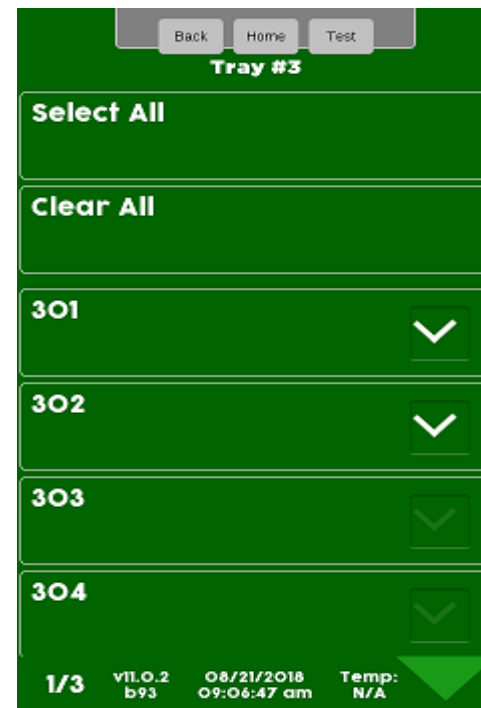 Back Home Test
Tray #3
Select All
Clear All
301
302
303
304
1/3 v11.0.2 08/21/2018 Temp:
b93 09:06:47 am N/A